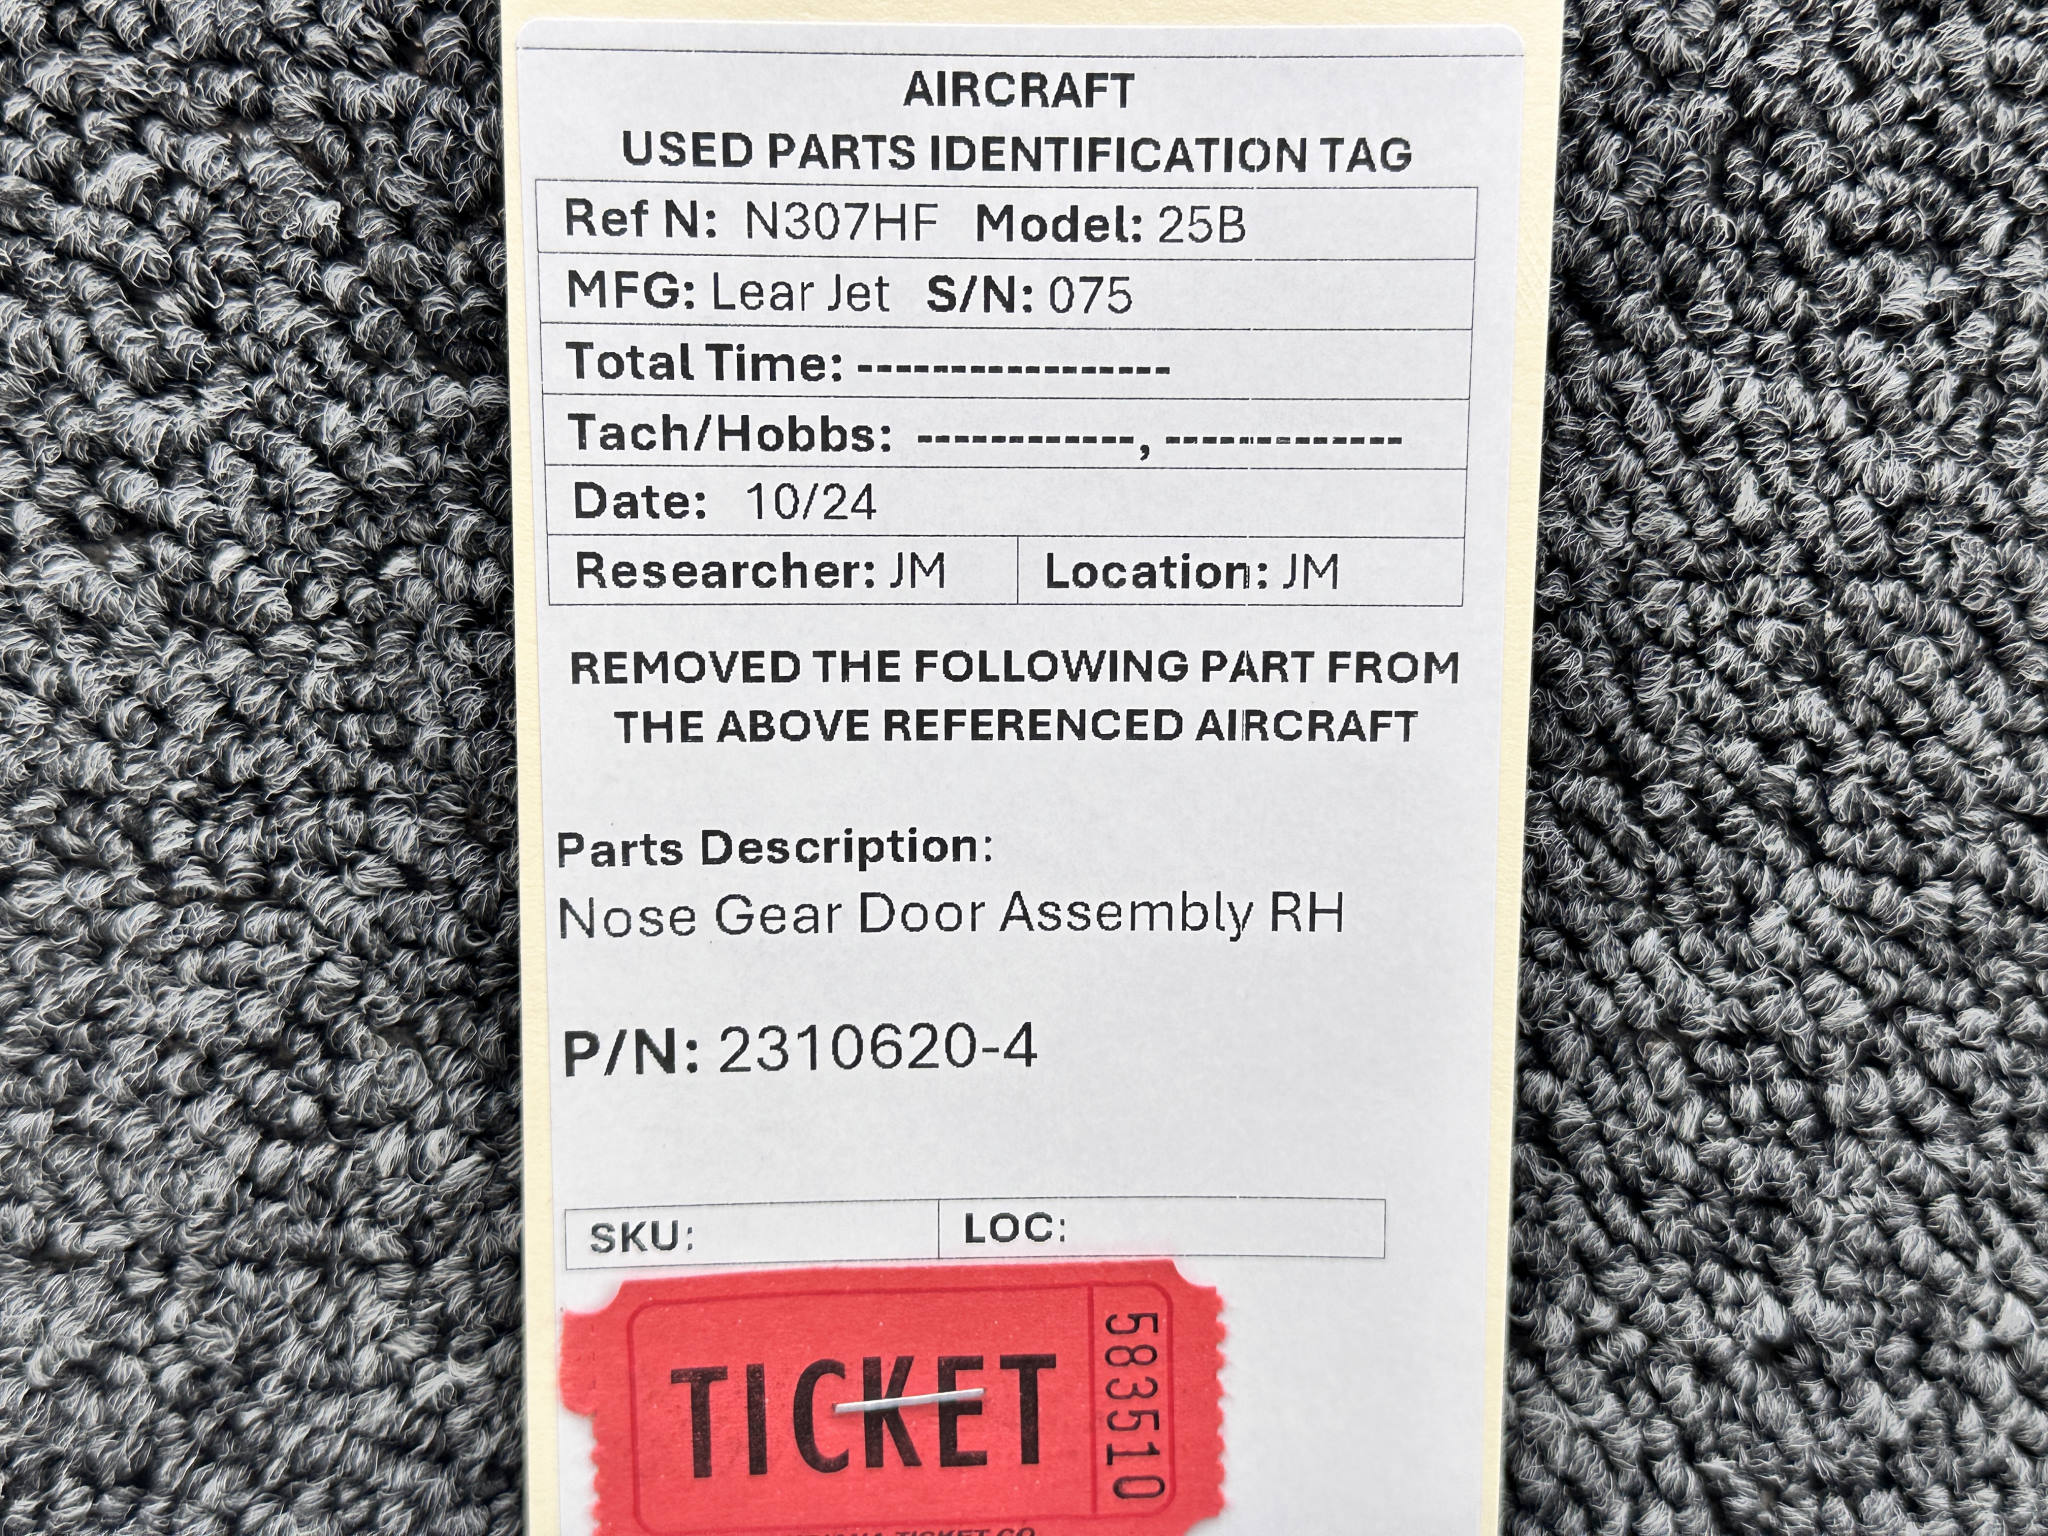 AIRCRAFT
USED PARTS IDENTIFICATION TAG
Ref N: N307HF Model: 25B
MFG: Lear Jet S/N: 075
Total Time: -----------------
Tach/Hobbs: ------------, -------------
Date: 10/24
Researcher: JM Location: JM
REMOVED THE FOLLOWING PART FROM
THE ABOVE REFERENCED AIRCRAFT
Parts Description:
Nose Gear Door Assembly RH
P/N: 2310620-4
SKU: LOC:
TICKET
583510
TICKET CO.